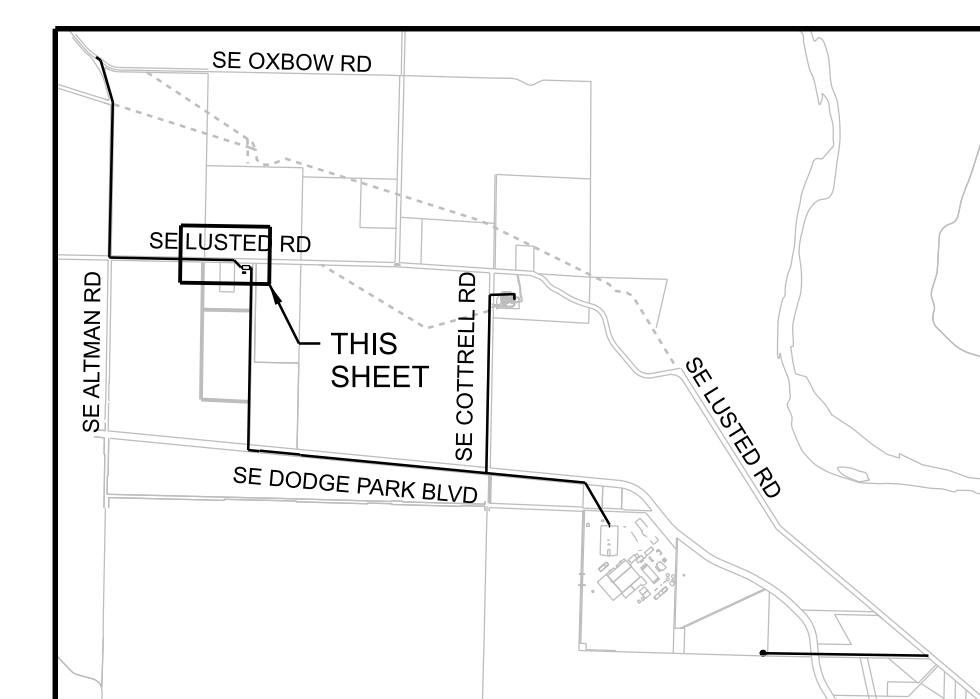 SE OXBOW RD
SE LUSTED RD
SE ALTMAN RD
THIS
SHEET
SE COTTRELL RD
SE LUSTED RD
SE DODGE PARK BLVD